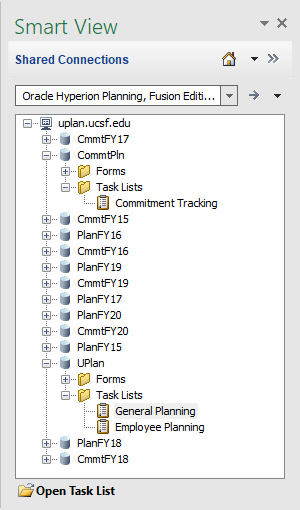 Smart View
Shared Connections
Oracle Hyperion Planning, Fusion Editi...
uplan.ucsf.edu
CmmtFY17
CommtPln
Forms
Task Lists
Commitment Tracking
CmmtFY15
PlanFY16
CmmtFY16
PlanFY19
CmmtFY19
PlanFY17
PlanFY20
CmmtFY20
PlanFY15
UPlan
Forms
Task Lists
General Planning
Employee Planning
PlanFY18
CmmtFY18
Open Task List